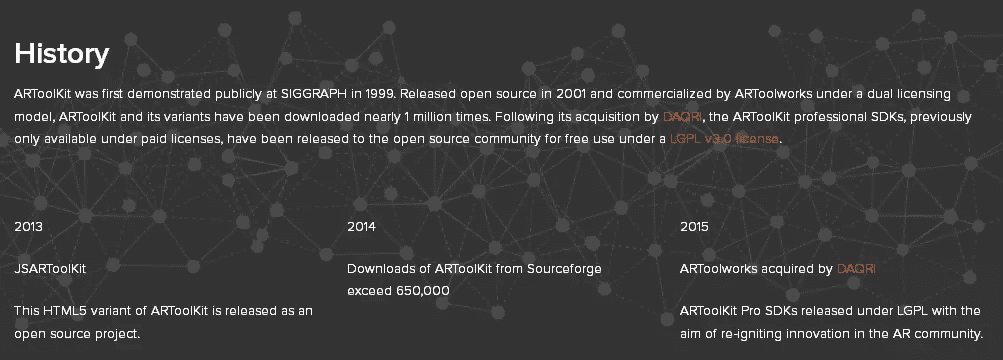 History
ARToolKit was first demonstrated publicly at SIGGRAPH in 1999. Released open source in 2001 and commercialized by ARToolworks under a dual licensing
model, ARToolKit and its variants have been downloaded nearly 1 million times. Following its acquisition by DAQRI, the ARToolKit professional SDKs, previously
only available under paid licenses, have been released to the open source community for free use under a LGPL v3.0 license.
2013
JSARToolKit
This HTML5 variant of ARToolKit is released as an
open source project.
2014
Downloads of ARToolKit from Sourceforge
exceed 650,000
2015
ARToolworks acquired by DAQRI
ARToolKit Pro SDKs released under LGPL with the
aim of re-igniting innovation in the AR community.